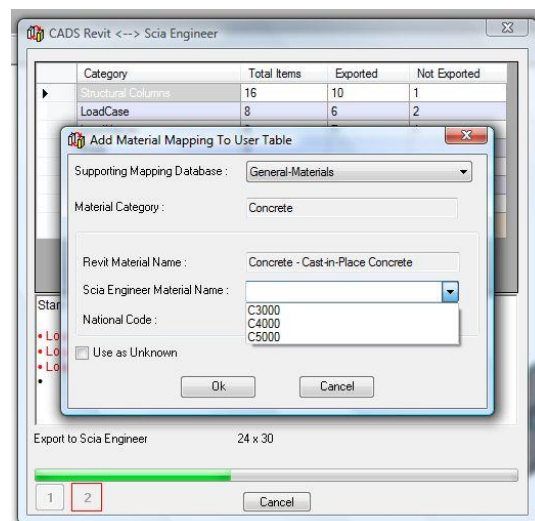 CADS Revit <--> Scia Engineer
Category Total Items Exported Not Exported
Structural Columns 16 10 1
LoadCase 8 6 2
Add Material Mapping To User Table
Supporting Mapping Database : General-Materials
Material Category : Concrete
Revit Material Name : Concrete - Cast-in-Place Concrete
Scia Engineer Material Name :
C3000
National Code : C4000
C5000
Use as Unknown
Ok Cancel
Export to Scia Engineer 24 x 30
1 2 Cancel